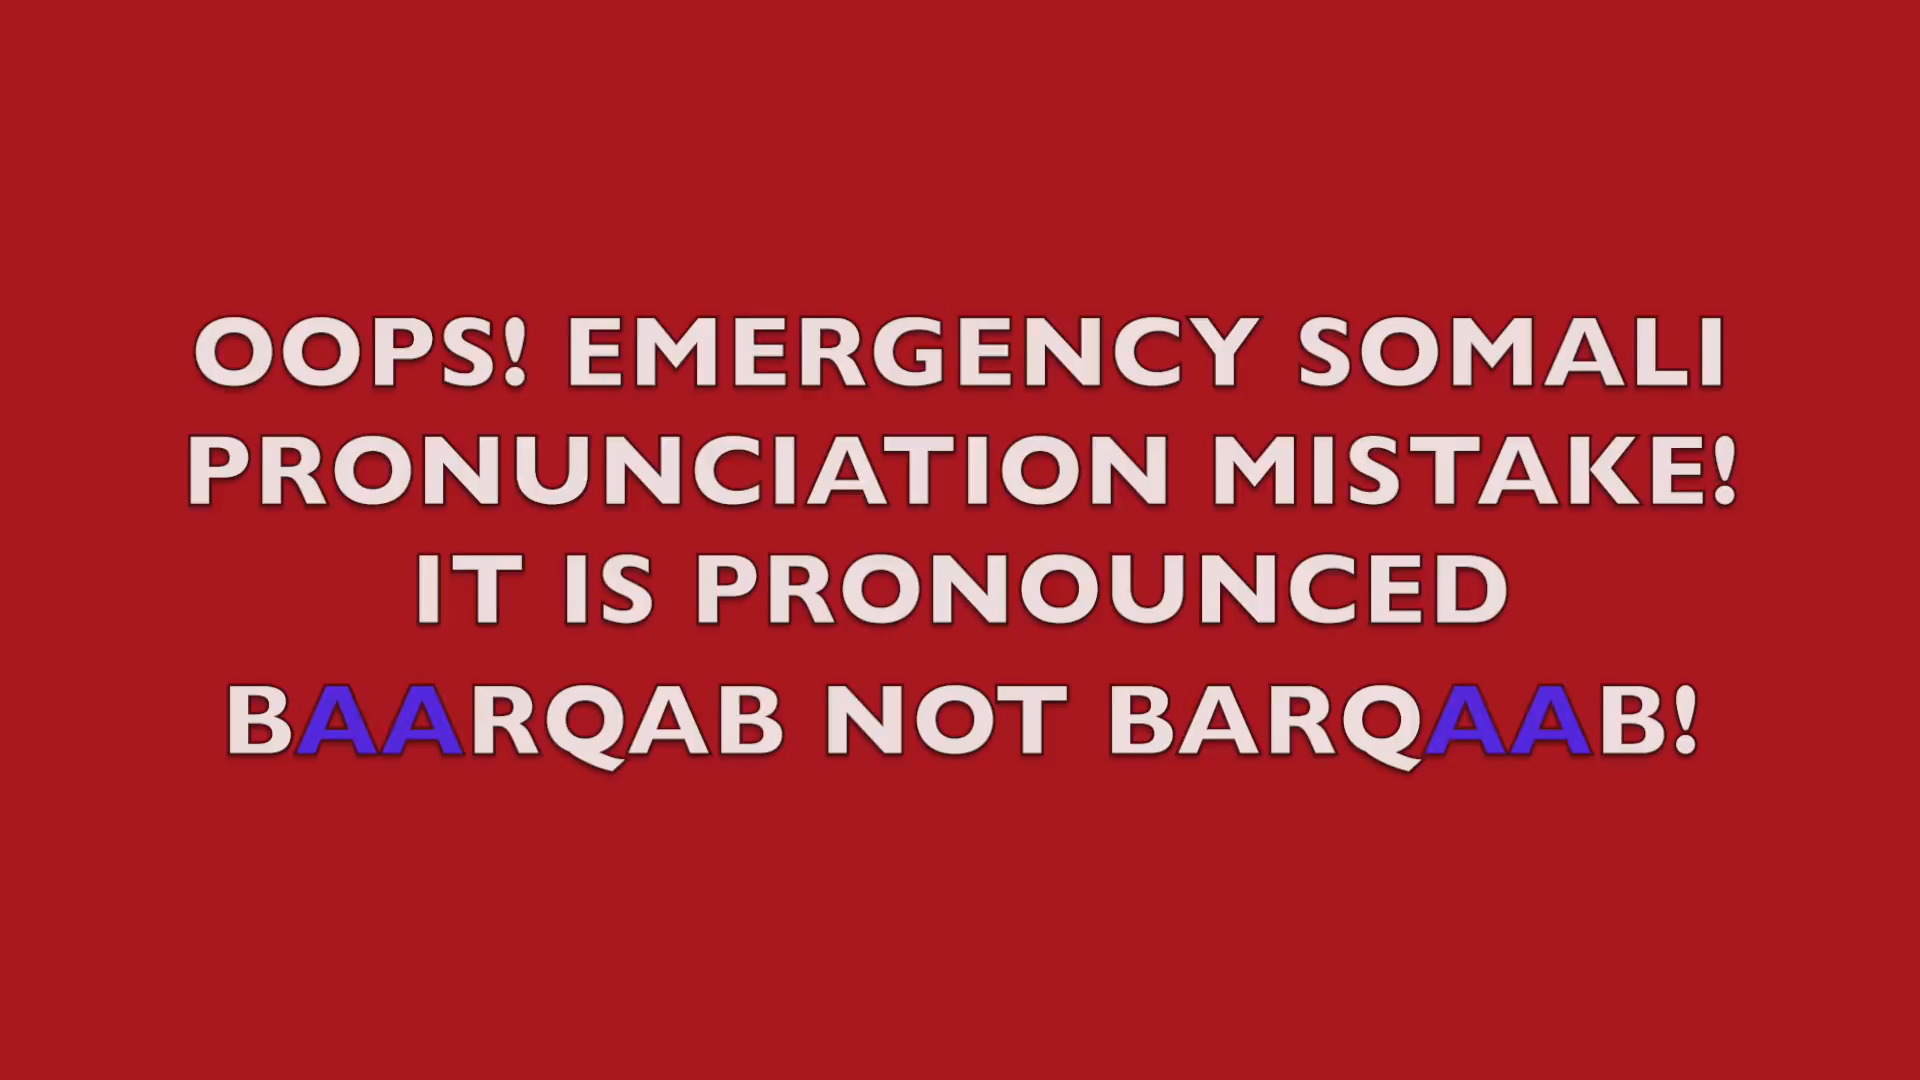 OOPS! EMERGENCY SOMALI
PRONUNCIATION MISTAKE!
IT IS PRONOUNCED
BAARQAB NOT BARQAAB!